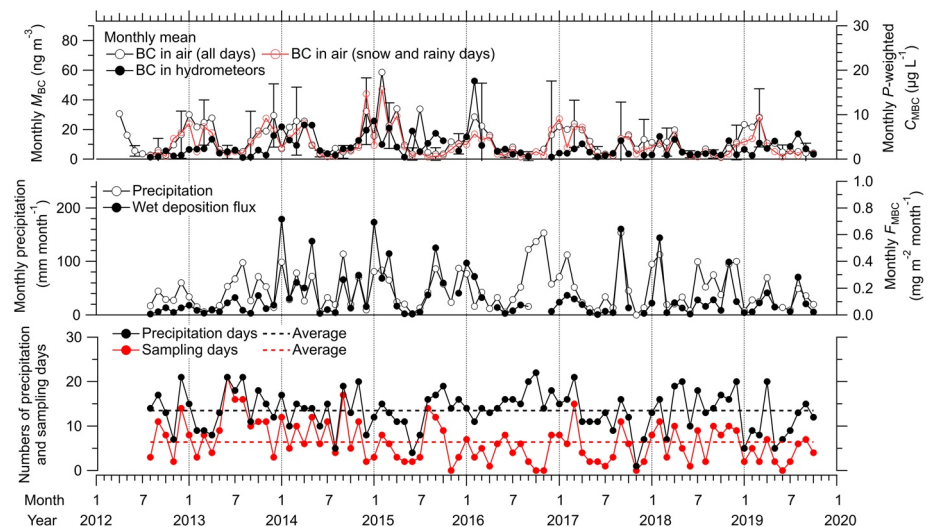 Monthly mean
BC in air (all days) BC in air (snow and rainy days)
BC in hydrometeors
Monthly M_BC (ng m⁻³)
80
60
40
20
0
Monthly P-weighted
C_MBC (µg L⁻¹)
30
20
10
0
Precipitation
Wet deposition flux
Monthly precipitation
(mm month⁻¹)
200
100
0
Monthly F_MBC
(mg m⁻² month⁻¹)
1.0
0.8
0.6
0.4
0.2
0.0
Precipitation days Average
Sampling days Average
Numbers of precipitation
and sampling days
30
20
10
0
Month 1 7 1 7 1 7 1 7 1 7 1 7 1 7 1 7 1
Year 2012 2013 2014 2015 2016 2017 2018 2019 2020